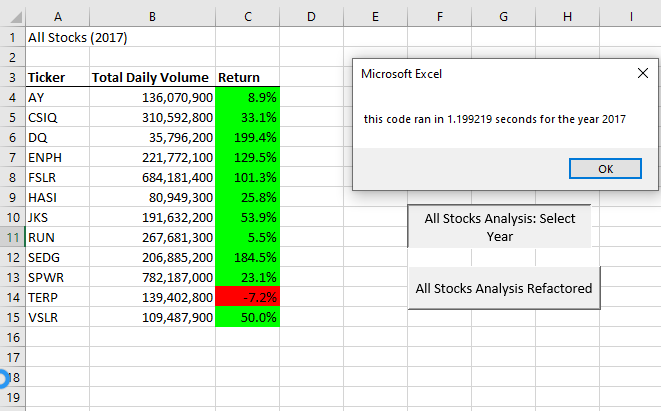 A B C D E F G H I
1 All Stocks (2017)
2
3 Ticker Total Daily Volume Return
4 AY 136,070,900 8.9%
5 CSIQ 310,592,800 33.1%
6 DQ 35,796,200 199.4%
7 ENPH 221,772,100 129.5%
8 FSLR 684,181,400 101.3%
9 HASI 80,949,300 25.8%
10 JKS 191,632,200 53.9%
11 RUN 267,681,300 5.5%
12 SEDG 206,885,200 184.5%
13 SPWR 782,187,000 23.1%
14 TERP 139,402,800 -7.2%
15 VSLR 109,487,900 50.0%
16
17
18
19
Microsoft Excel
this code ran in 1.199219 seconds for the year 2017
OK
All Stocks Analysis: Select
Year
All Stocks Analysis Refactored